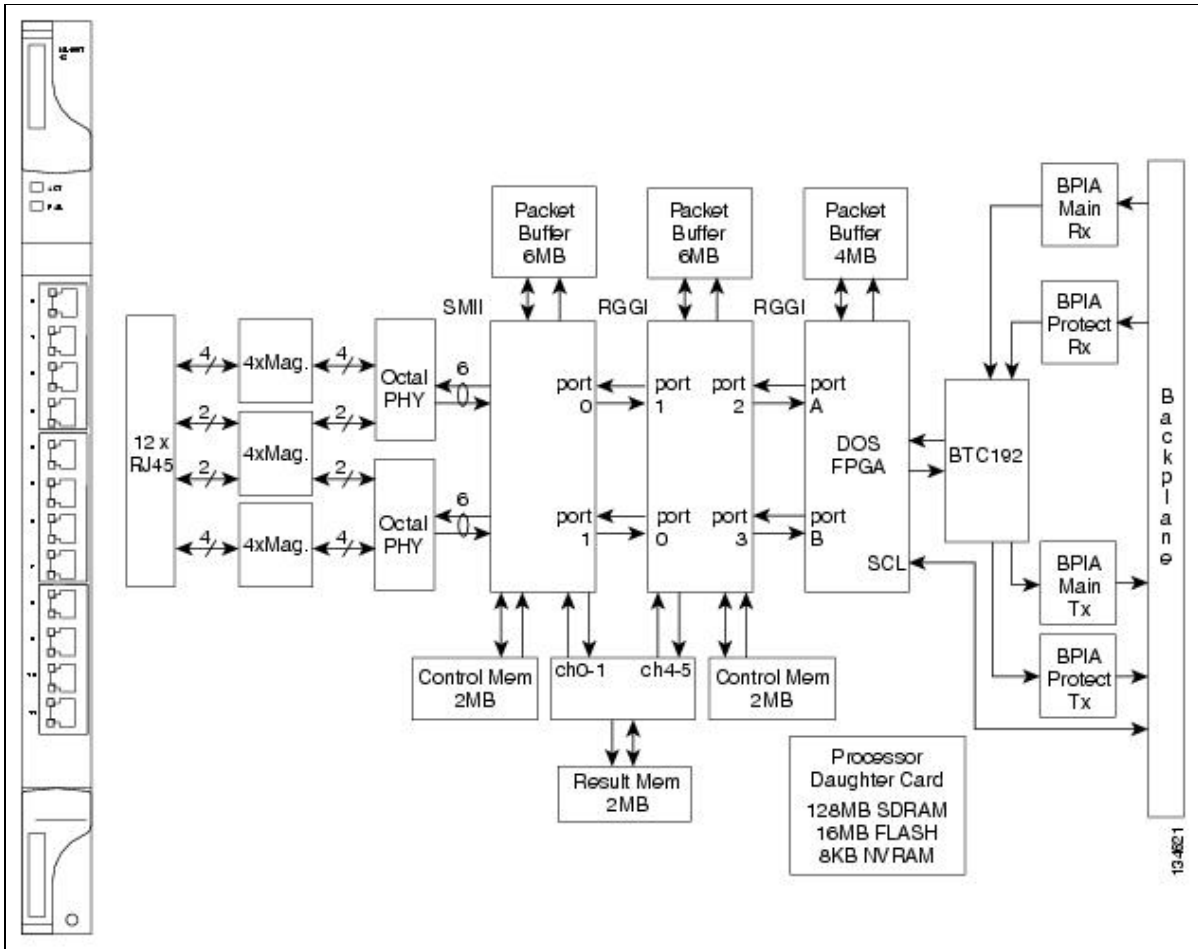 Packet
Buffer
6MB
Packet
Buffer
6MB
Packet
Buffer
4MB
BPIA
Main
Rx
BPIA
Protect
Rx
SMII
RGGI
RGGI
12 x
RJ45
4
4xMag.
4
2
4xMag.
2
2
2
4
4xMag.
4
Octal
PHY
Octal
PHY
6
6
port
0
port
1
port
1
port
0
port
2
port
3
port
A
DOS
FPGA
port
B
SCL
BTC192
Backplane
BPIA
Main
Tx
BPIA
Protect
Tx
Control Mem
2MB
ch0-1
ch4-5
Control Mem
2MB
Result Mem
2MB
Processor
Daughter Card
128MB SDRAM
16MB FLASH
8KB NVRAM
134621